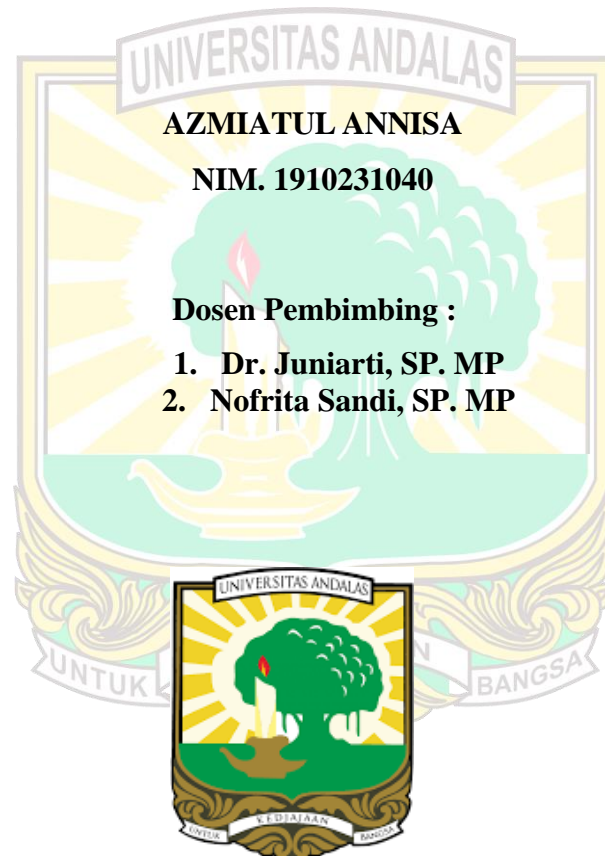 UNIVERSITAS ANDALAS
AZMIATUL ANNISA
NIM. 1910231040
Dosen Pembimbing :
1. Dr. Juniarti, SP. MP
2. Nofrita Sandi, SP. MP
UNIVERSITAS ANDALAS
UNTUK BANGSA
UNTUK KEDJAJAAN BANGSA